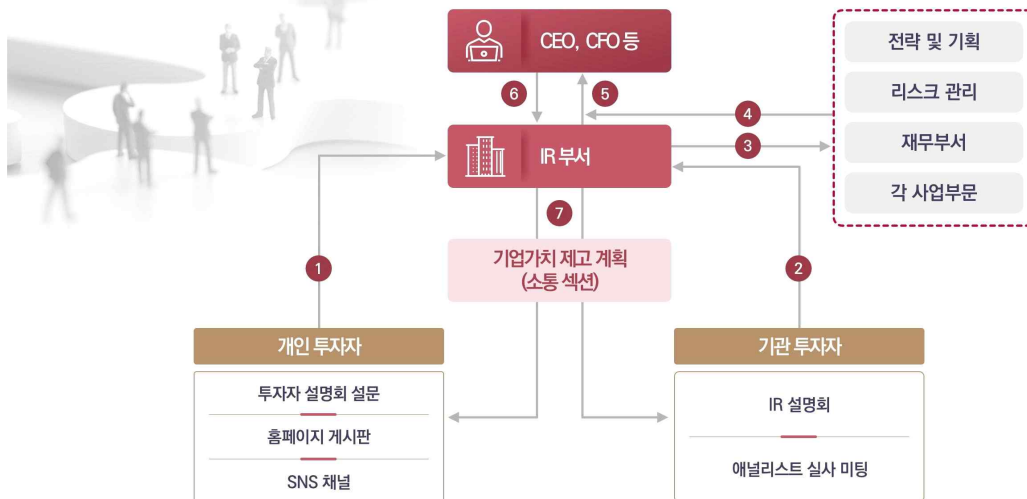 CEO, CFO 등
전략 및 기획
리스크 관리
재무부서
각 사업부문
6
5
4
3
IR 부서
7
기업가치 제고 계획
(소통 섹션)
1
2
개인 투자자
투자자 설명회 설문
홈페이지 게시판
SNS 채널
기관 투자자
IR 설명회
애널리스트 실사 미팅